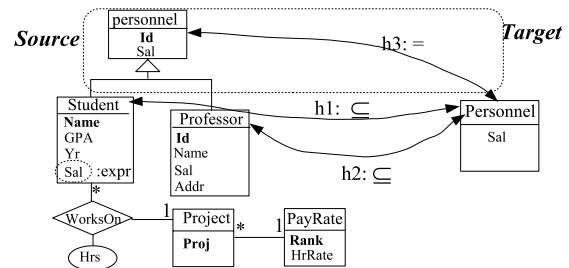 personnel
Id
Sal
Source
Target
h3: =
Student
Name
GPA
Yr
Sal :expr
Professor
Id
Name
Sal
Addr
h1: ⊆
h2: ⊆
Personnel
Sal
*
WorksOn
Hrs
1
Project
Proj
*
1
PayRate
Rank
HrRate